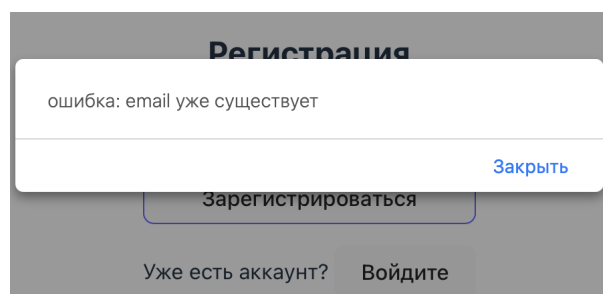 Регистрация
ошибка: email уже существует
Закрыть
Зарегистрироваться
Уже есть аккаунт? Войдите